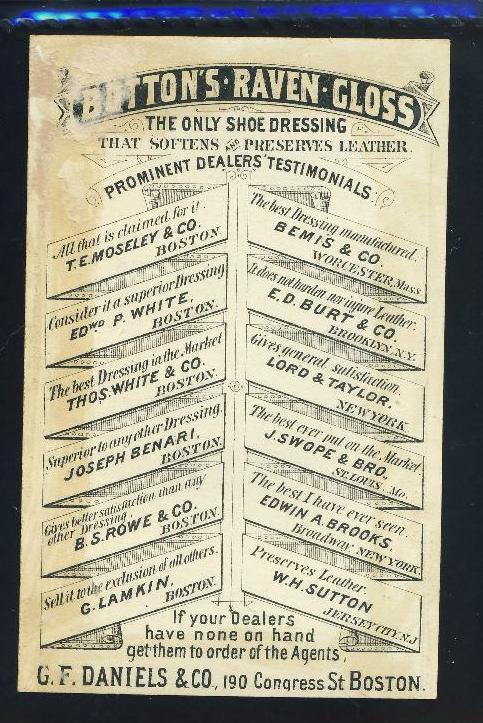 BUTTON'S · RAVEN · GLOSS
THE ONLY SHOE DRESSING
THAT SOFTENS AND PRESERVES LEATHER.
PROMINENT DEALERS' TESTIMONIALS.
All that is claimed for it.
T.E. MOSELEY & CO.
BOSTON.
Consider it a superior Dressing
EDWD P. WHITE,
BOSTON.
The best Dressing in the Market
THOS. WHITE & CO.
BOSTON.
Superior to any other Dressing.
JOSEPH BENARI.
BOSTON.
Gives better satisfaction than any
other Dressing.
B.S. ROWE & CO.
BOSTON.
Sell it to the exclusion of all others.
G. LAMKIN.
BOSTON.
The best Dressing manufactured.
BEMIS & CO.
WORCESTER, Mass.
It does not harden nor injure Leather.
E.D. BURT & CO.
BROOKLYN, N.Y.
Gives general satisfaction.
LORD & TAYLOR.
NEW YORK
The best ever put on the Market
J. SWOPE & BRO.,
ST. LOUIS, Mo.
The best I have ever seen.
EDWIN A. BROOKS,
Broadway NEW YORK.
Preserves Leather.
W.H. SUTTON
JERSEY CITY, N.J.
If your Dealers
have none on hand
get them to order of the Agents,
G. F. DANIELS & CO., 190 Congress St BOSTON.